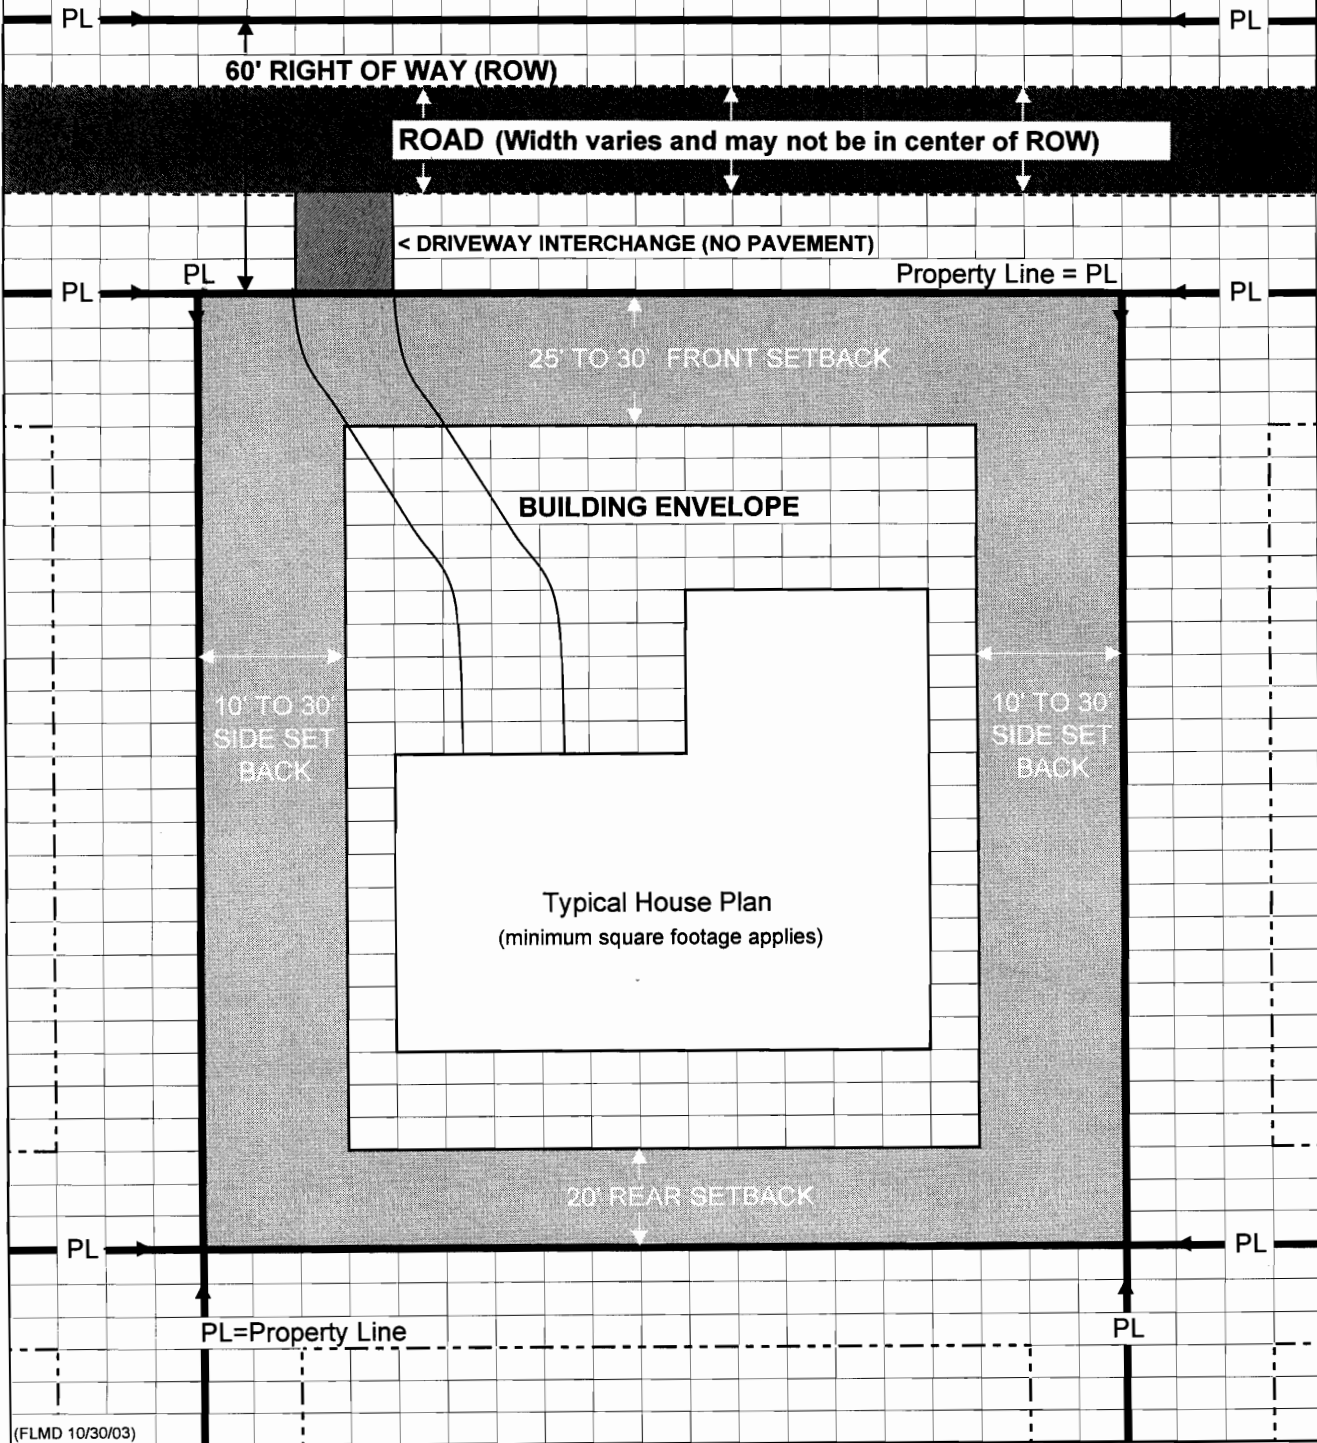 PL
PL
60' RIGHT OF WAY (ROW)
ROAD (Width varies and may not be in center of ROW)
< DRIVEWAY INTERCHANGE (NO PAVEMENT)
PL
Property Line = PL
PL
PL
25' TO 30' FRONT SETBACK
BUILDING ENVELOPE
10' TO 30'
SIDE SET
BACK
10' TO 30'
SIDE SET
BACK
Typical House Plan
(minimum square footage applies)
20' REAR SETBACK
PL
PL
PL=Property Line
PL
(FLMD 10/30/03)